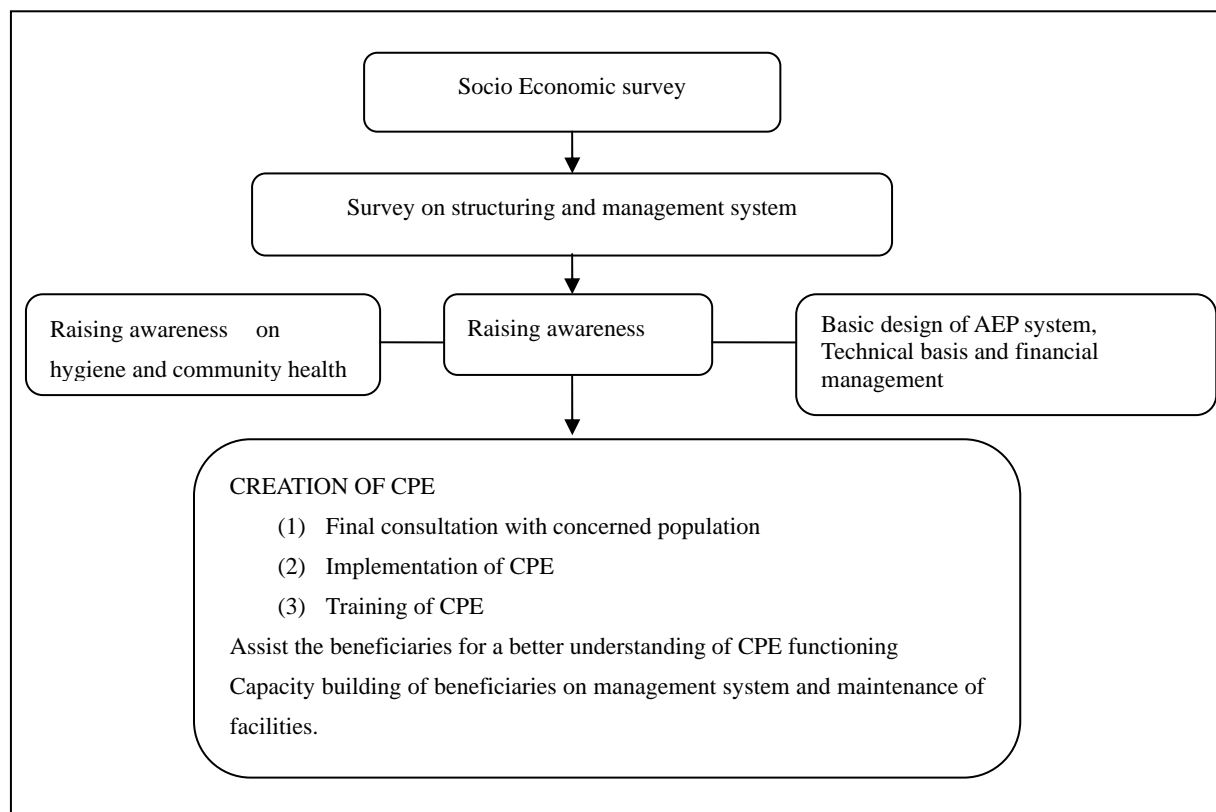 Socio Economic survey
Survey on structuring and management system
Raising awareness on
hygiene and community health
Raising awareness
Basic design of AEP system,
Technical basis and financial
management
CREATION OF CPE
(1) Final consultation with concerned population
(2) Implementation of CPE
(3) Training of CPE
Assist the beneficiaries for a better understanding of CPE functioning
Capacity building of beneficiaries on management system and maintenance of
facilities.